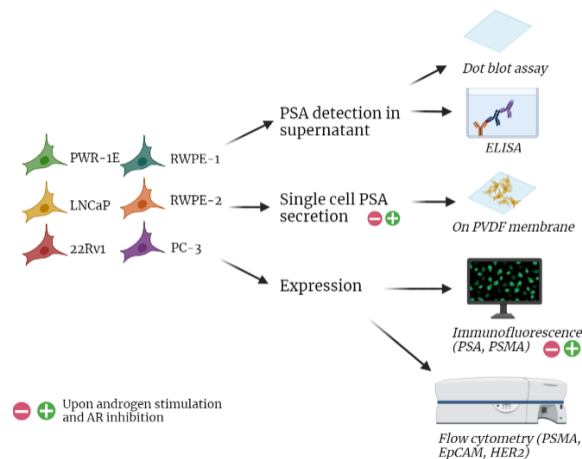 Dot blot assay
PSA detection in
supernatant
ELISA
PWR-1E
RWPE-1
LNCaP
RWPE-2
Single cell PSA
secretion
On PVDF membrane
22Rv1
PC-3
Expression
Immunofluorescence
(PSA, PSMA)
Upon androgen stimulation
and AR inhibition
Flow cytometry (PSMA,
EpCAM, HER2)